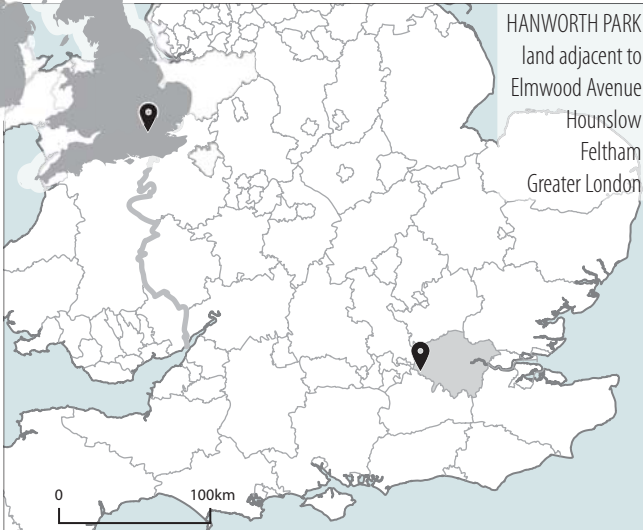 HANWORTH PARK
land adjacent to
Elmwood Avenue
Hounslow
Feltham
Greater London
0 100km